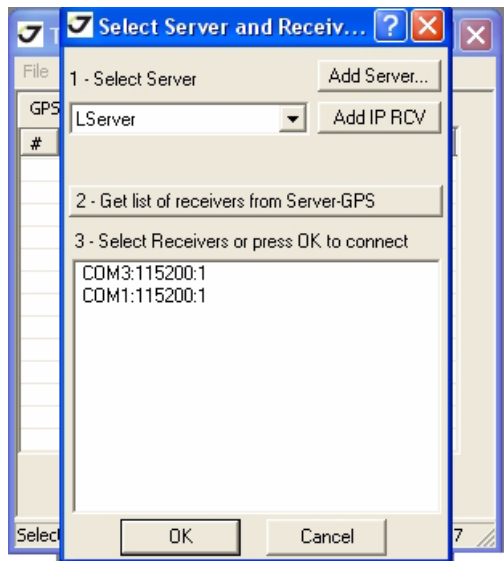 Select Server and Receiv...
File
1 - Select Server
Add Server...
GPS
LServer
Add IP RCV
#
2 - Get list of receivers from Server-GPS
3 - Select Receivers or press OK to connect
COM3:115200:1
COM1:115200:1
OK
Cancel
7